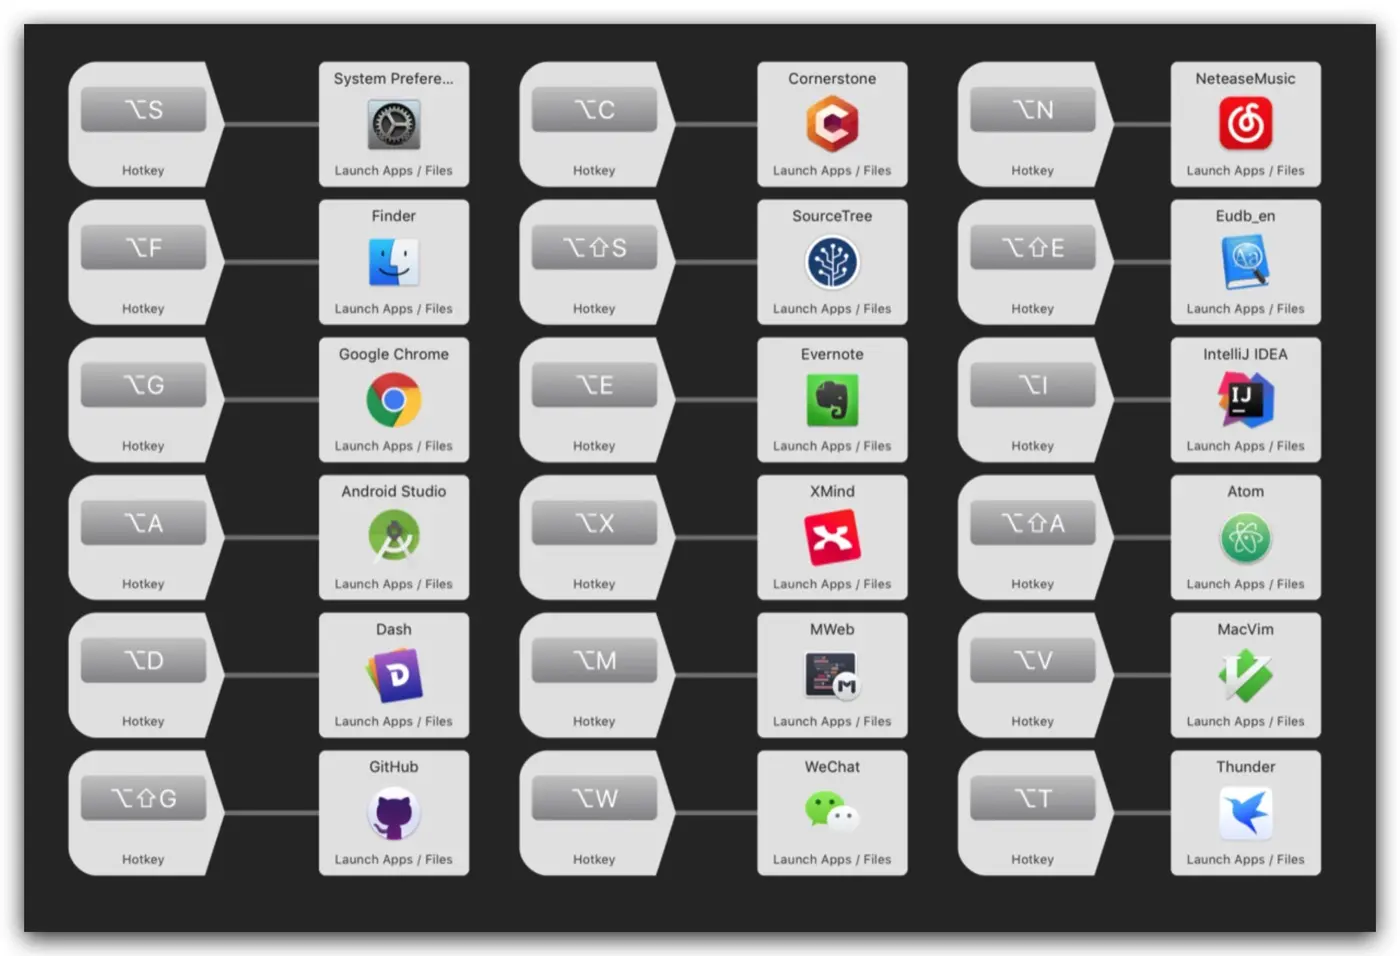 ⌥S
Hotkey
System Prefere...
Launch Apps / Files
⌥C
Hotkey
Cornerstone
Launch Apps / Files
⌥N
Hotkey
NeteaseMusic
Launch Apps / Files
⌥F
Hotkey
Finder
Launch Apps / Files
⌥⇧S
Hotkey
SourceTree
Launch Apps / Files
⌥⇧E
Hotkey
Eudb_en
Aa
Launch Apps / Files
⌥G
Hotkey
Google Chrome
Launch Apps / Files
⌥E
Hotkey
Evernote
Launch Apps / Files
⌥I
Hotkey
IntelliJ IDEA
IJ
Launch Apps / Files
⌥A
Hotkey
Android Studio
Launch Apps / Files
⌥X
Hotkey
XMind
Launch Apps / Files
⌥⇧A
Hotkey
Atom
Launch Apps / Files
⌥D
Hotkey
Dash
D
Launch Apps / Files
⌥M
Hotkey
MWeb
M
Launch Apps / Files
⌥V
Hotkey
MacVim
Launch Apps / Files
⌥⇧G
Hotkey
GitHub
Launch Apps / Files
⌥W
Hotkey
WeChat
Launch Apps / Files
⌥T
Hotkey
Thunder
Launch Apps / Files